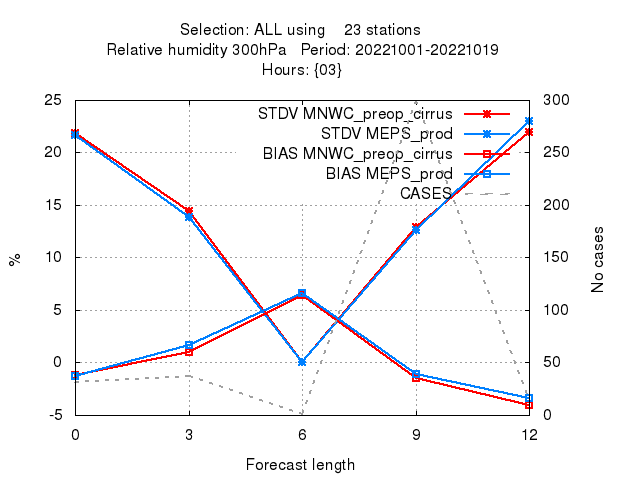 Selection: ALL using 23 stations
Relative humidity 300hPa Period: 20221001-20221019
Hours: {03}
STDV MNWC_preop_cirrus
STDV MEPS_prod
BIAS MNWC_preop_cirrus
BIAS MEPS_prod
CASES
25
20
15
10
5
0
-5
%
300
250
200
150
100
50
0
No cases
0 3 6 9 12
Forecast length